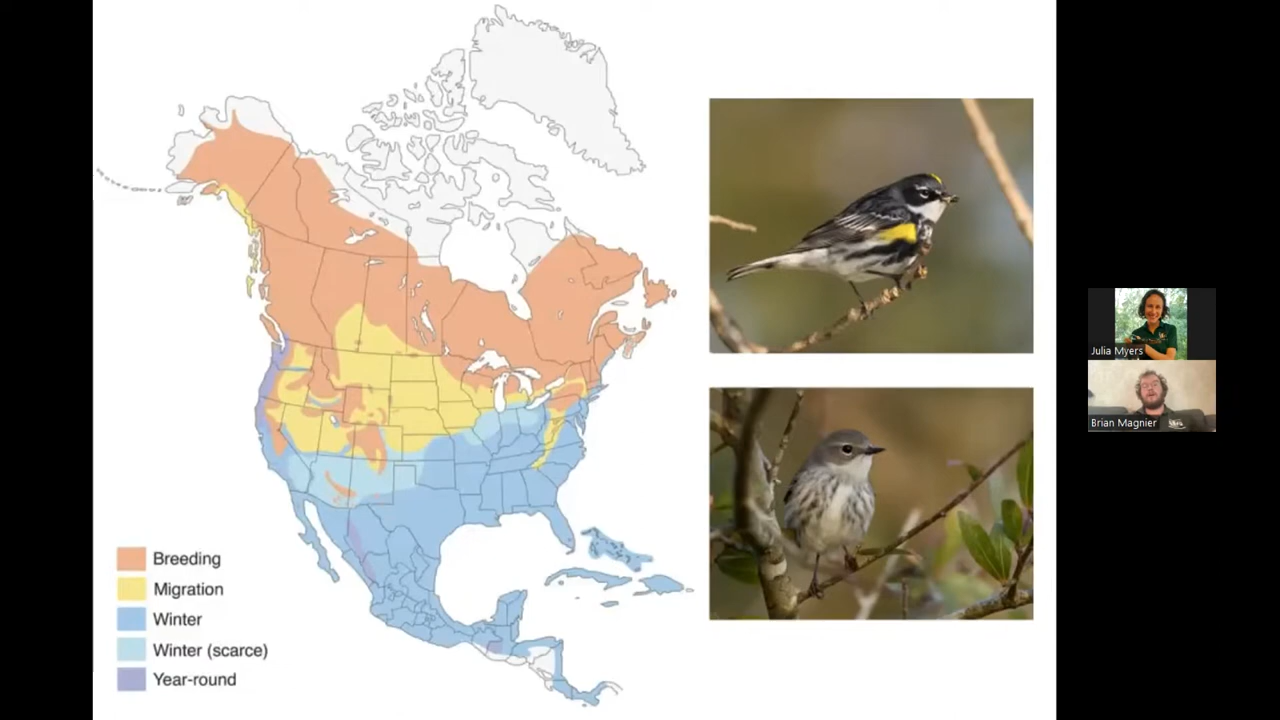 Breeding
Migration
Winter
Winter (scarce)
Year-round
Julia Myers
Brian Magnier